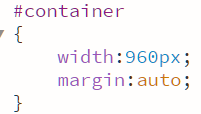 #container
{
    width:960px;
    margin:auto;
}